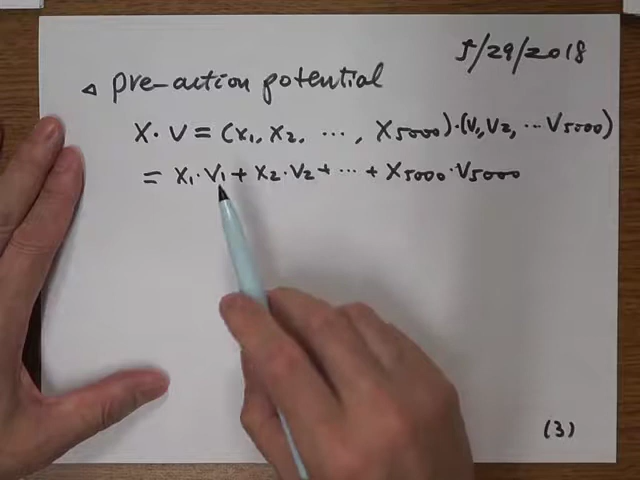 5/29/2018
◁ pre-action potential
X · V = (x₁, x₂, ⋯, x₅₀₀₀)·(v₁, v₂, ⋯ v₅₀₀₀)
= x₁·v₁ + x₂·v₂ + ⋯ + x₅₀₀₀·v₅₀₀₀
(3)